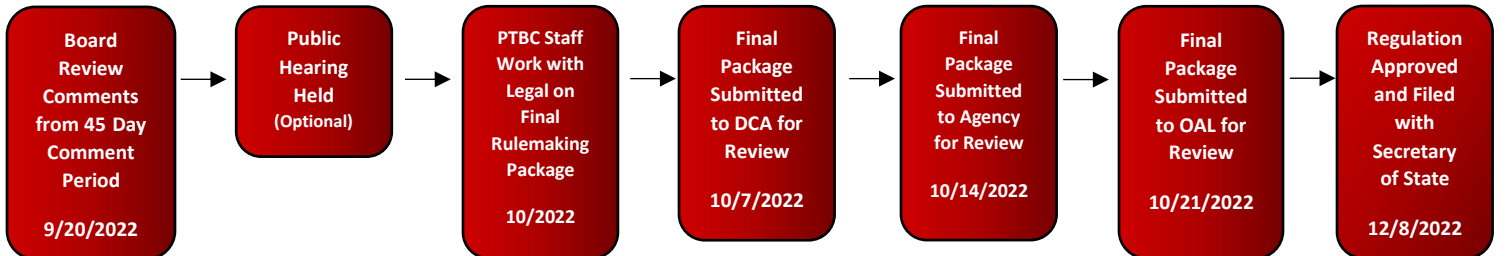 Board
Review
Comments
from 45 Day
Comment
Period
9/20/2022
Public
Hearing
Held
(Optional)
PTBC Staff
Work with
Legal on
Final
Rulemaking
Package
10/2022
Final
Package
Submitted
to DCA for
Review
10/7/2022
Final
Package
Submitted
to Agency
for Review
10/14/2022
Final
Package
Submitted
to OAL for
Review
10/21/2022
Regulation
Approved
and Filed
with
Secretary
of State
12/8/2022